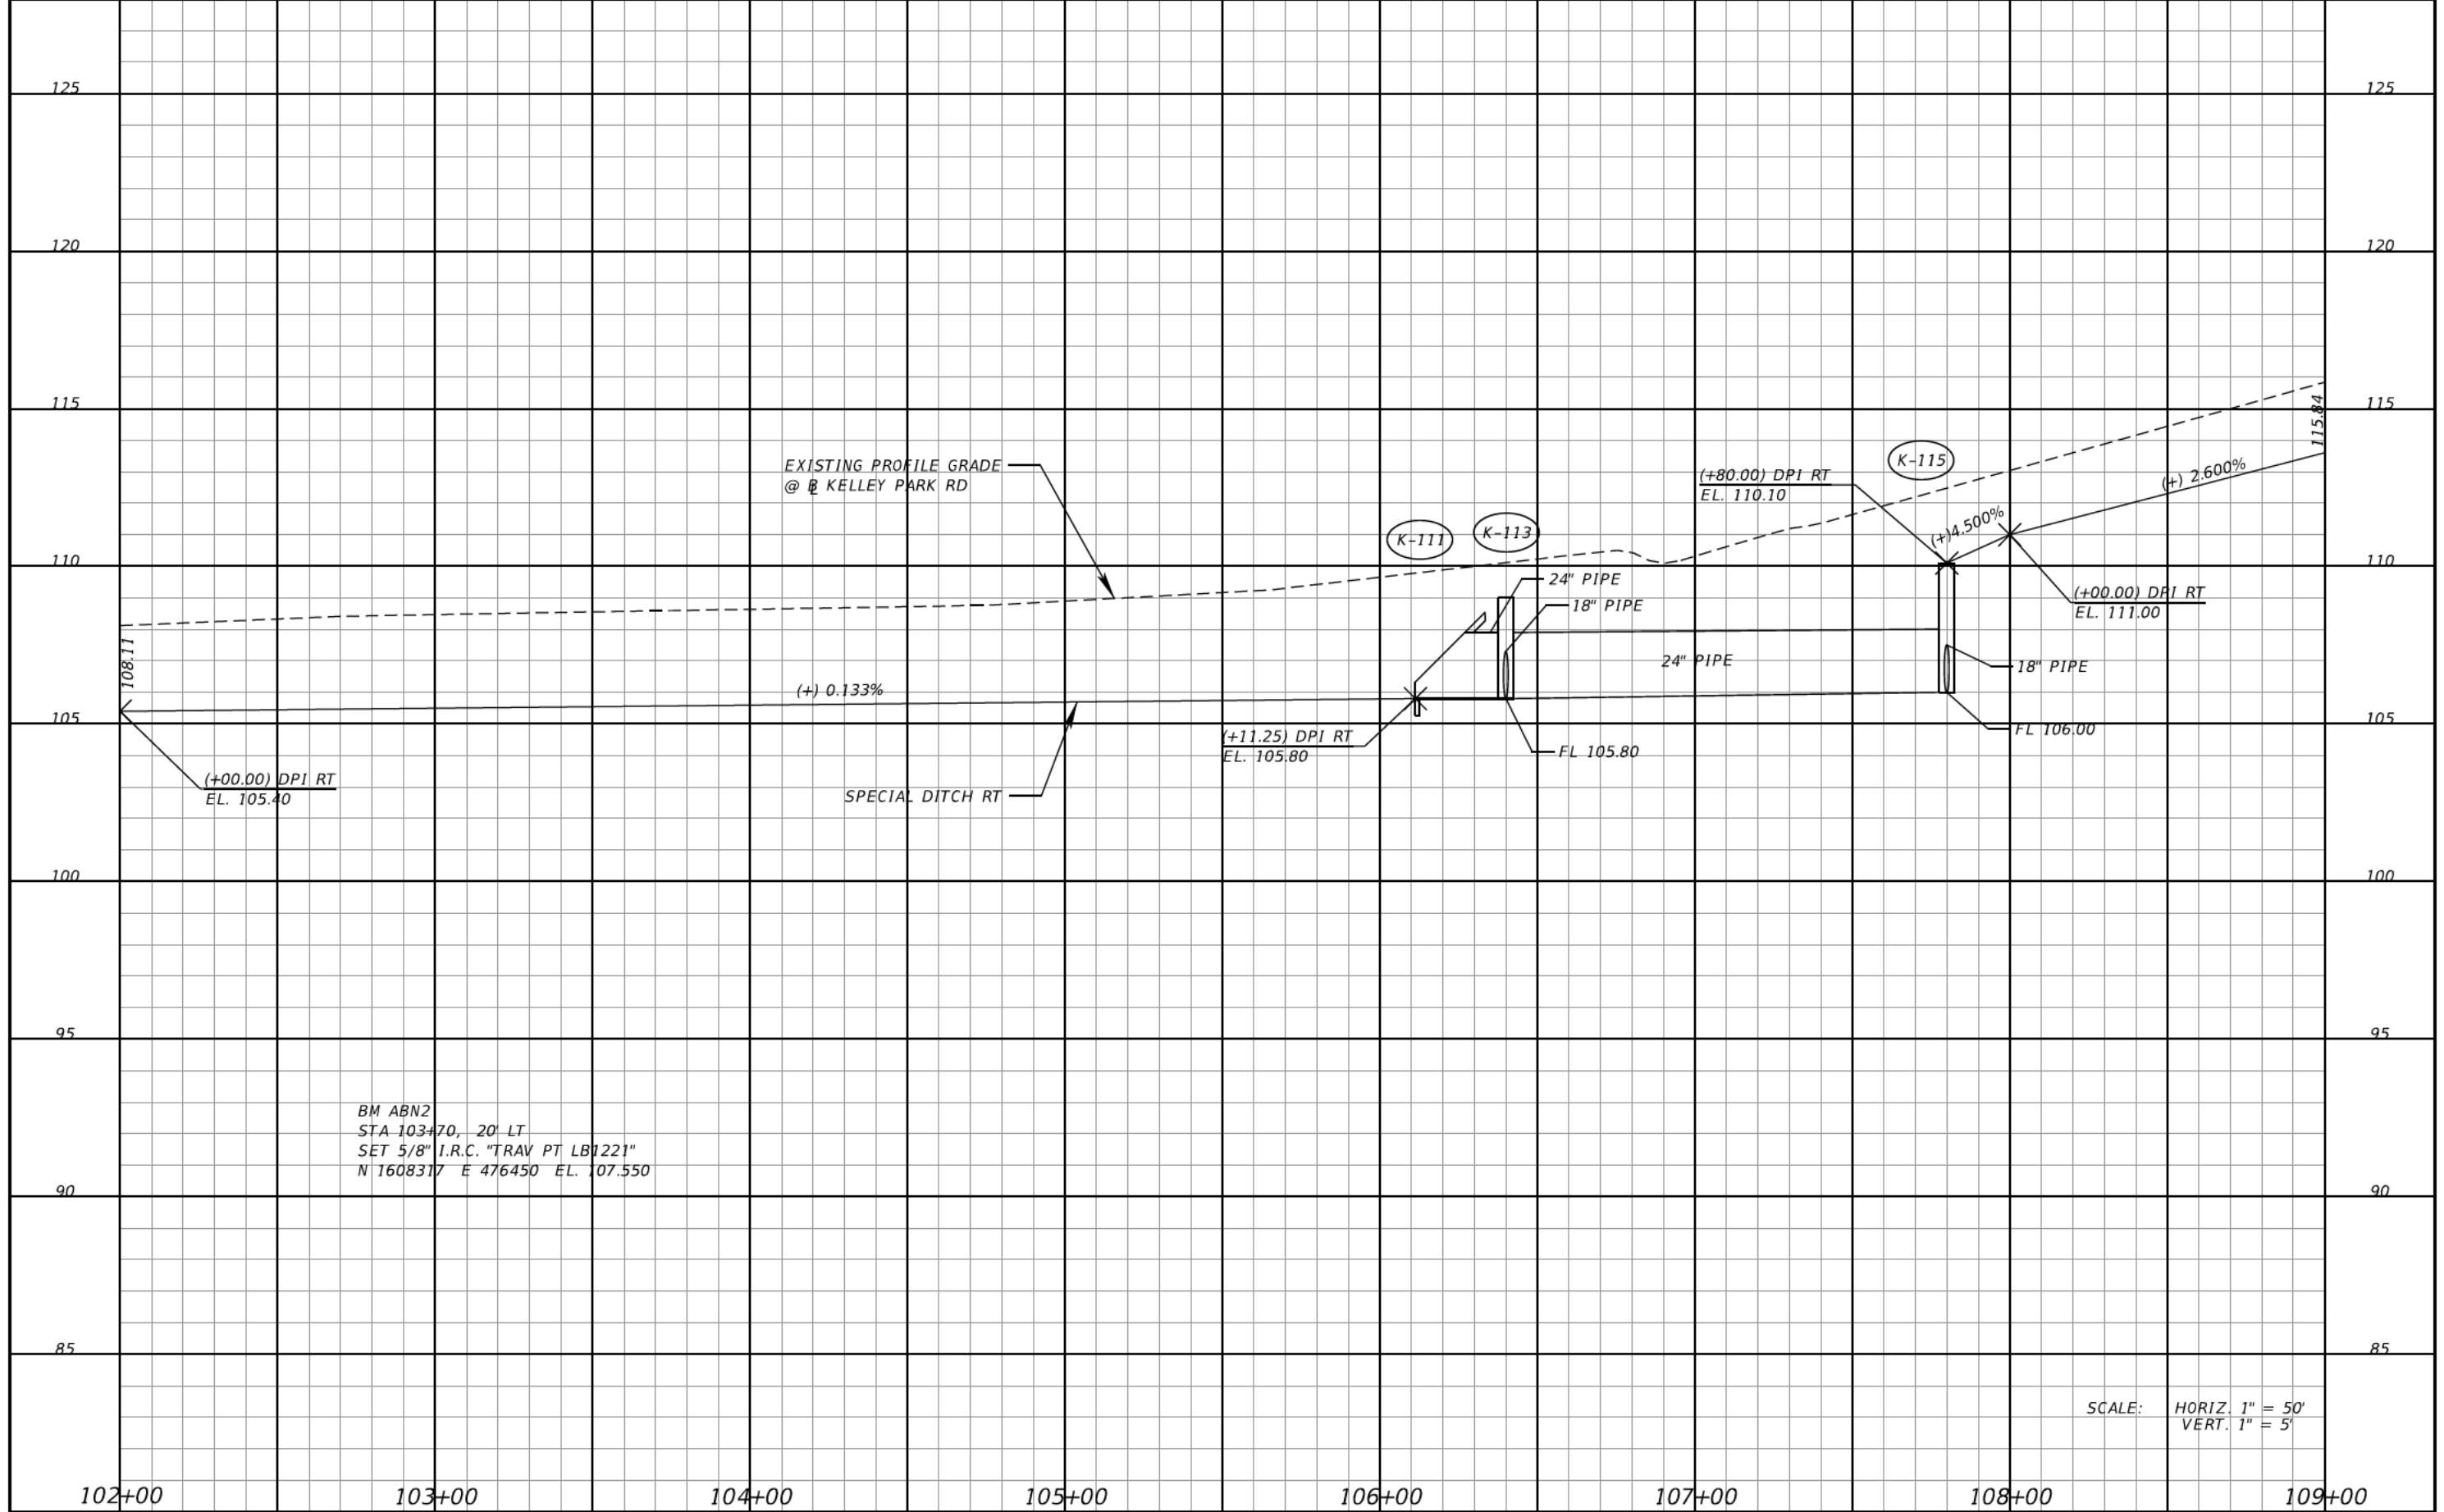 125
125
120
120
115
115
115.84
EXISTING PROFILE GRADE
@ ℄ KELLEY PARK RD
(+80.00) DPI RT
EL. 110.10
K-115
(+) 2.600%
(+)4.500%
K-111
K-113
110
110
24" PIPE
18" PIPE
(+00.00) DPI RT
EL. 111.00
108.11
24" PIPE
18" PIPE
(+) 0.133%
105
105
(+11.25) DPI RT
EL. 105.80
FL 105.80
FL 106.00
(+00.00) DPI RT
EL. 105.40
SPECIAL DITCH RT
100
100
95
95
BM ABN2
STA 103+70, 20' LT
SET 5/8" I.R.C. "TRAV PT LB1221"
N 1608317 E 476450 EL. 107.550
90
90
85
85
SCALE: HORIZ. 1" = 50'
VERT. 1" = 5'
102+00 103+00 104+00 105+00 106+00 107+00 108+00 109+00